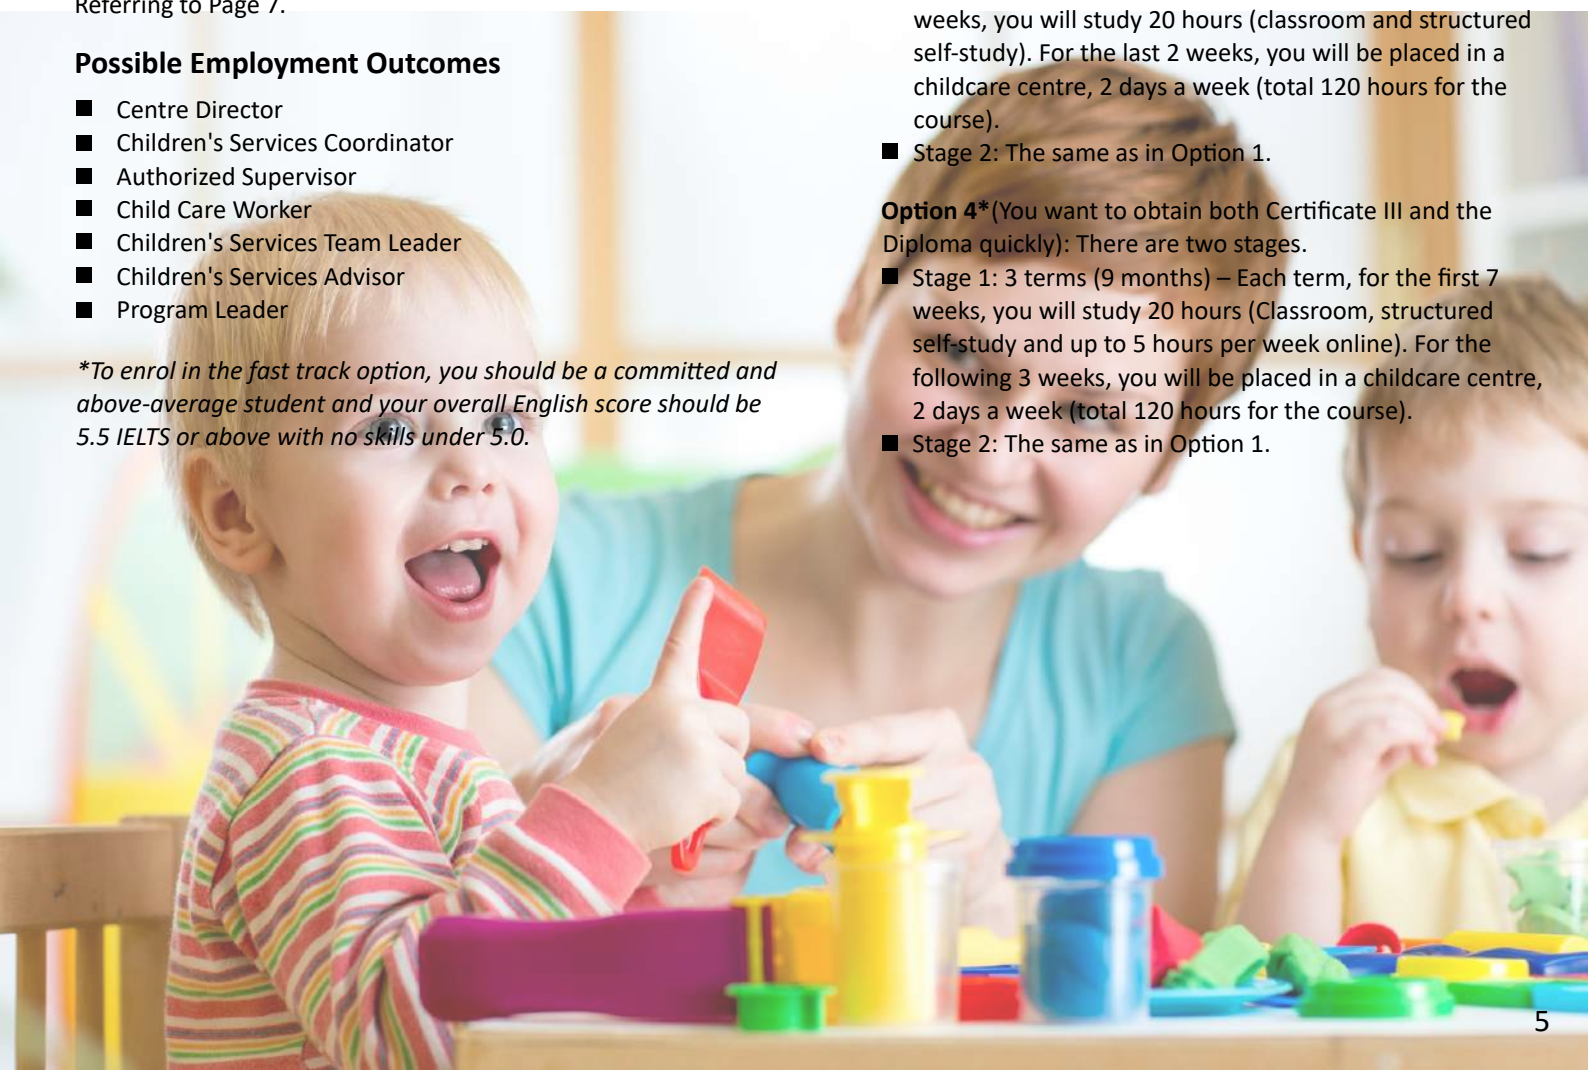 Referring to Page 7.
Possible Employment Outcomes
■ Centre Director
■ Children's Services Coordinator
■ Authorized Supervisor
■ Child Care Worker
■ Children's Services Team Leader
■ Children's Services Advisor
■ Program Leader
*To enrol in the fast track option, you should be a committed and
above-average student and your overall English score should be
5.5 IELTS or above with no skills under 5.0.
weeks, you will study 20 hours (classroom and structured
self-study). For the last 2 weeks, you will be placed in a
childcare centre, 2 days a week (total 120 hours for the
course).
■ Stage 2: The same as in Option 1.
Option 4*(You want to obtain both Certificate III and the
Diploma quickly): There are two stages.
■ Stage 1: 3 terms (9 months) – Each term, for the first 7
weeks, you will study 20 hours (Classroom, structured
self-study and up to 5 hours per week online). For the
following 3 weeks, you will be placed in a childcare centre,
2 days a week (total 120 hours for the course).
■ Stage 2: The same as in Option 1.
5